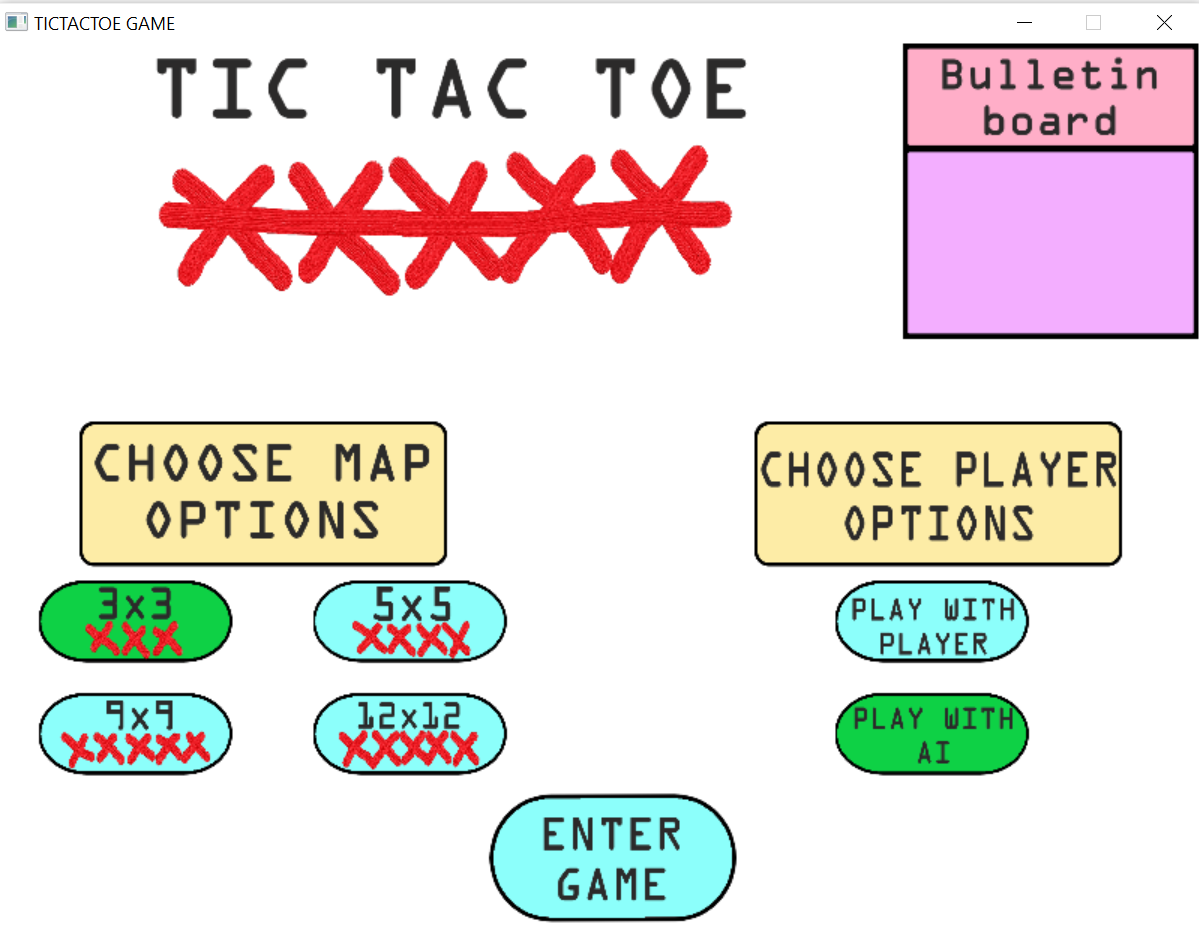 TICTACTOE GAME
TIC TAC TOE
Bulletin
board
CHOOSE MAP
OPTIONS
CHOOSE PLAYER
OPTIONS
3x3
XXX
5x5
XXXX
PLAY WITH
PLAYER
9x9
XXXXX
12x12
XXXXX
PLAY WITH
AI
ENTER
GAME